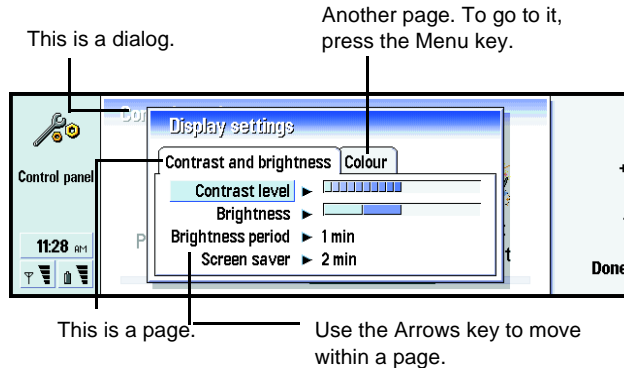 Another page. To go to it,
This is a dialog.
press the Menu key.
Display settings
Contrast and brightness Colour
Control panel
Contrast level
Brightness
Brightness period 1 min
11:28 AM
Screen saver 2 min
Done
This is a page.
Use the Arrows key to move
within a page.